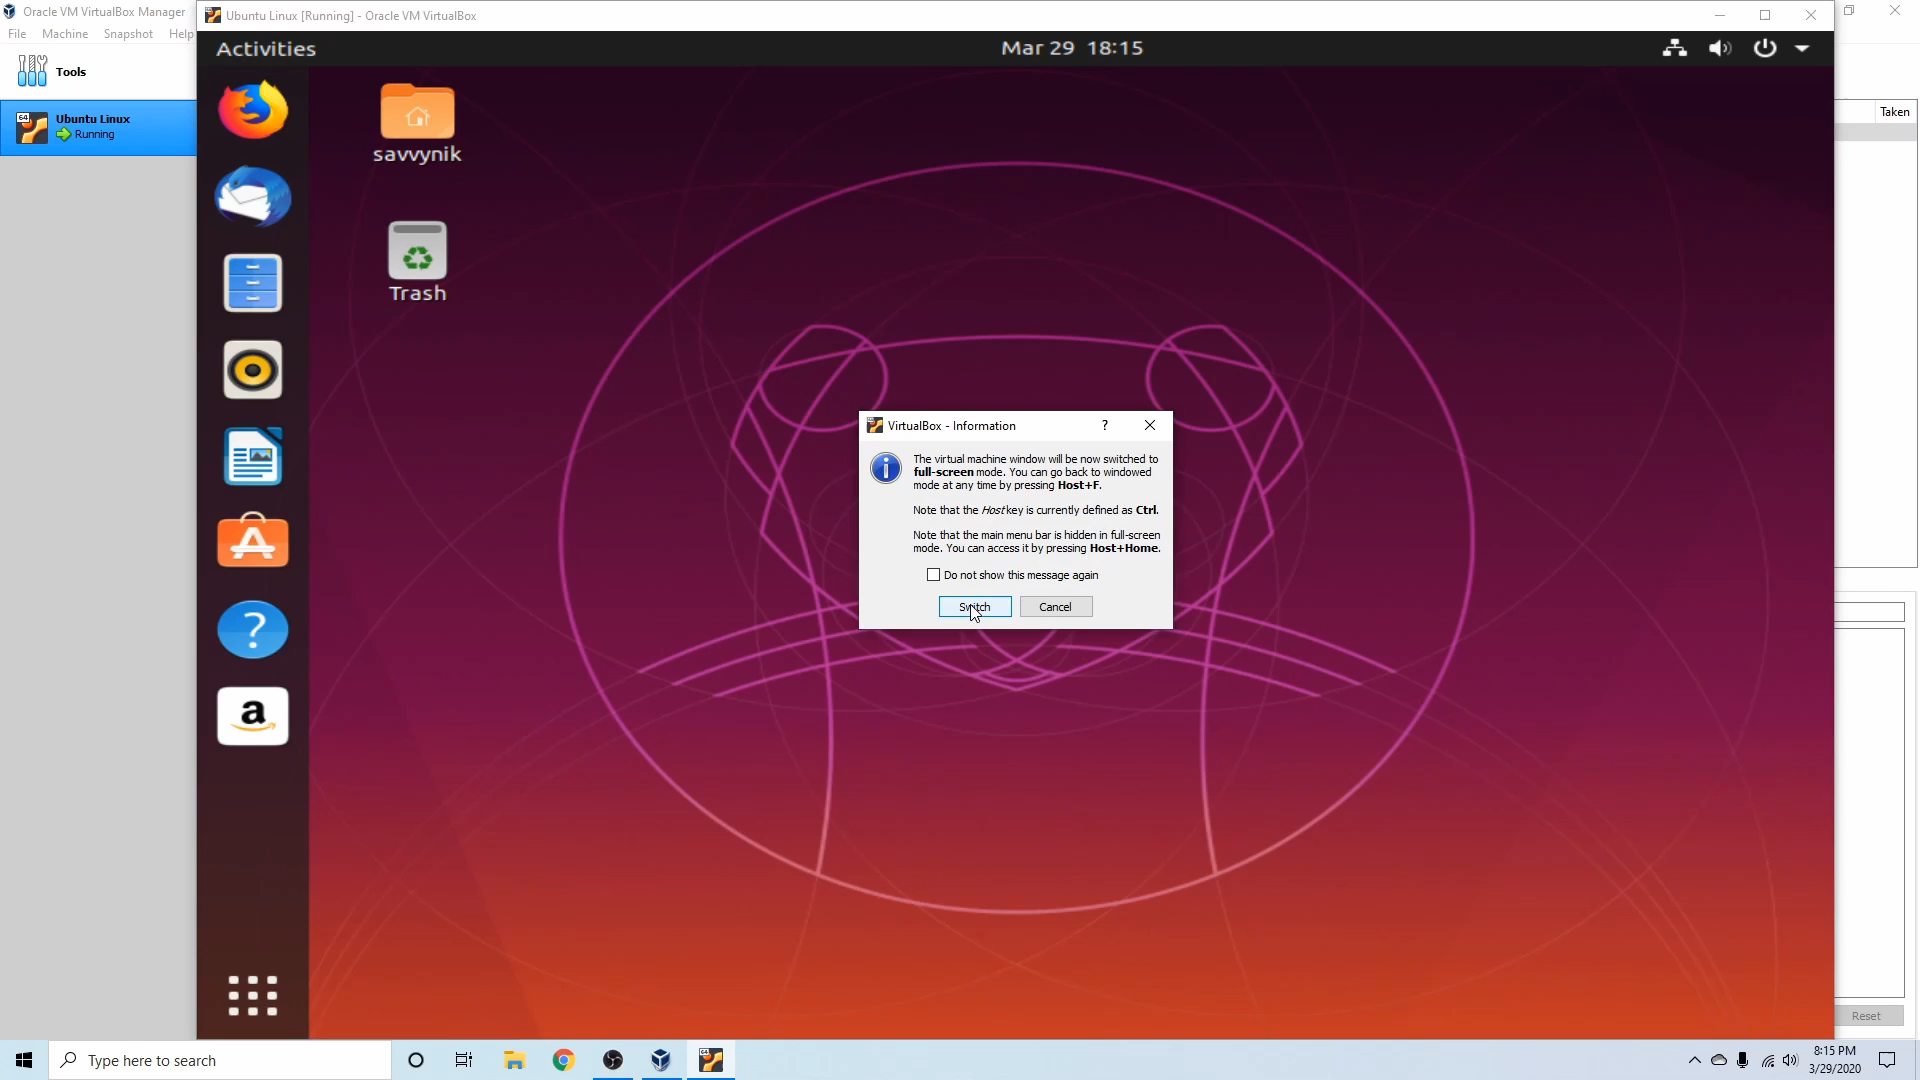 Oracle VM VirtualBox Manager
File Machine Snapshot Help
Tools
Ubuntu Linux
Running
Ubuntu Linux [Running] - Oracle VM VirtualBox
Activities
Mar 29 18:15
savvynik
Trash
VirtualBox - Information
The virtual machine window will be now switched to
full-screen mode. You can go back to windowed
mode at any time by pressing Host+F.
Note that the Host key is currently defined as Ctrl.
Note that the main menu bar is hidden in full-screen
mode. You can access it by pressing Host+Home.
Do not show this message again
Switch
Cancel
Taken
Reset
Type here to search
8:15 PM
3/29/2020